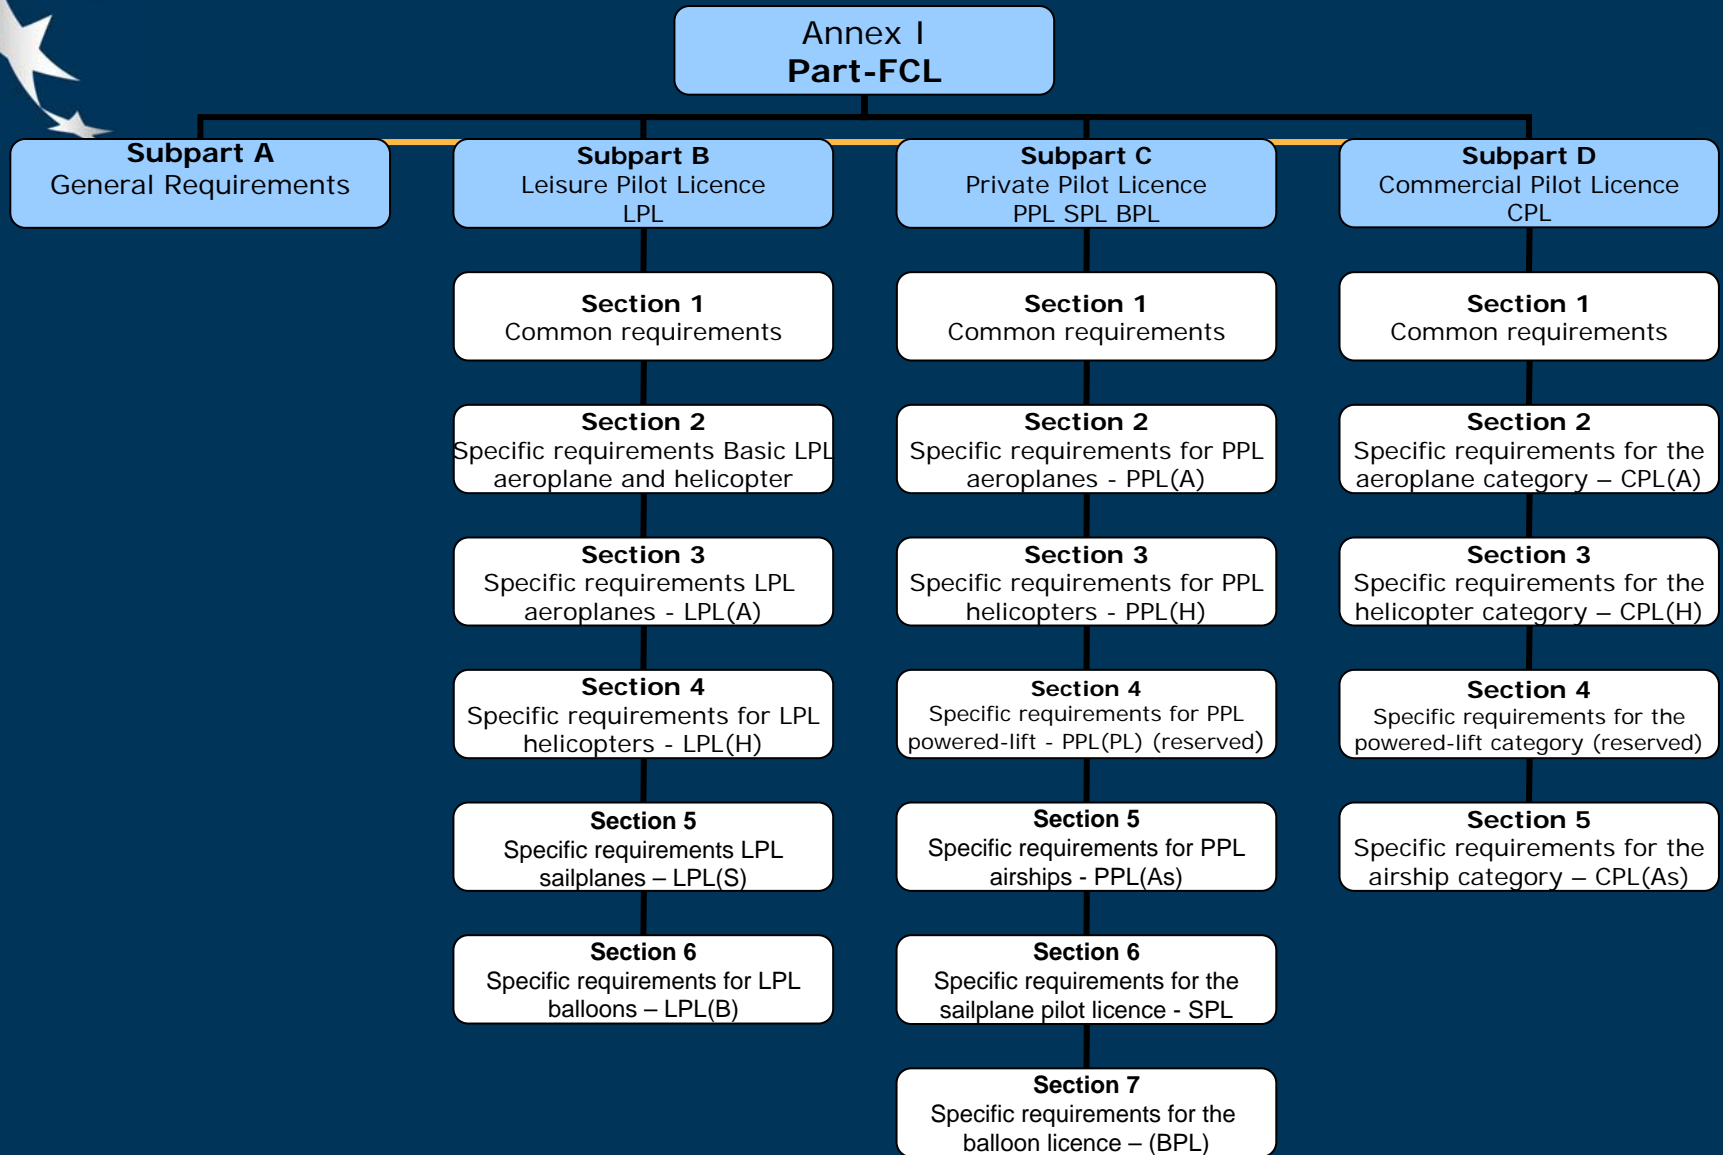 Annex I
Part-FCL
Subpart A
General Requirements
Subpart B
Leisure Pilot Licence
LPL
Subpart C
Private Pilot Licence
PPL SPL BPL
Subpart D
Commercial Pilot Licence
CPL
Section 1
Common requirements
Section 2
Specific requirements Basic LPL
aeroplane and helicopter
Section 3
Specific requirements LPL
aeroplanes - LPL(A)
Section 4
Specific requirements for LPL
helicopters - LPL(H)
Section 5
Specific requirements LPL
sailplanes – LPL(S)
Section 6
Specific requirements for LPL
balloons – LPL(B)
Section 1
Common requirements
Section 2
Specific requirements for PPL
aeroplanes - PPL(A)
Section 3
Specific requirements for PPL
helicopters - PPL(H)
Section 4
Specific requirements for PPL
powered-lift - PPL(PL) (reserved)
Section 5
Specific requirements for PPL
airships - PPL(As)
Section 6
Specific requirements for the
sailplane pilot licence - SPL
Section 7
Specific requirements for the
balloon licence – (BPL)
Section 1
Common requirements
Section 2
Specific requirements for the
aeroplane category – CPL(A)
Section 3
Specific requirements for the
helicopter category – CPL(H)
Section 4
Specific requirements for the
powered-lift category (reserved)
Section 5
Specific requirements for the
airship category – CPL(As)